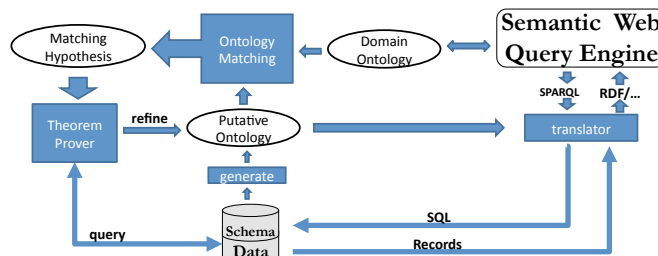 Matching
Hypothesis
Ontology
Matching
Domain
Ontology
Semantic Web
Query Engine
SPARQL
RDF/...
Theorem
Prover
refine
Putative
Ontology
translator
generate
query
Schema
Data
SQL
Records